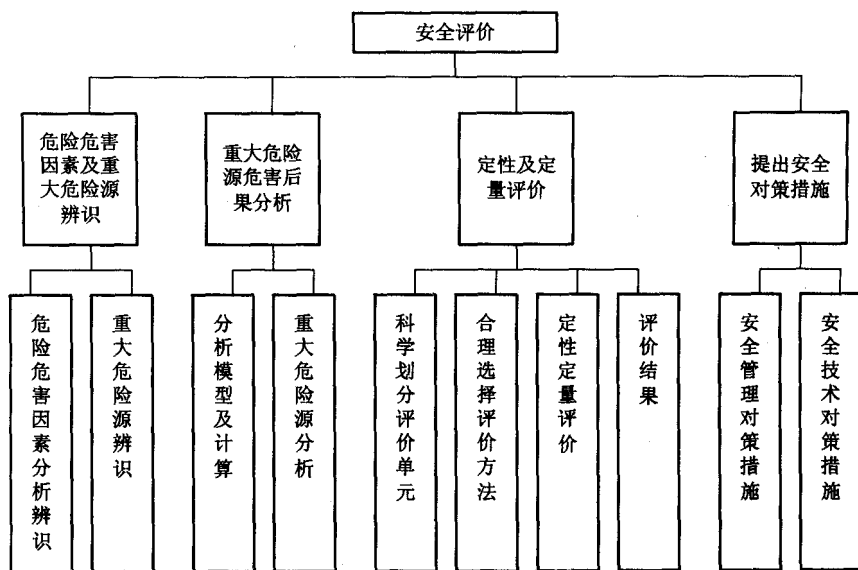 安全评价
危险危害
因素及重
大危险源
辨识
重大危险
源危害后
果分析
定性及定
量评价
提出安全
对策措施
危险危害因素分析辨识
重大危险源辨识
分析模型及计算
重大危险源分析
科学划分评价单元
合理选择评价方法
定性定量评价
评价结果
安全管理对策措施
安全技术对策措施